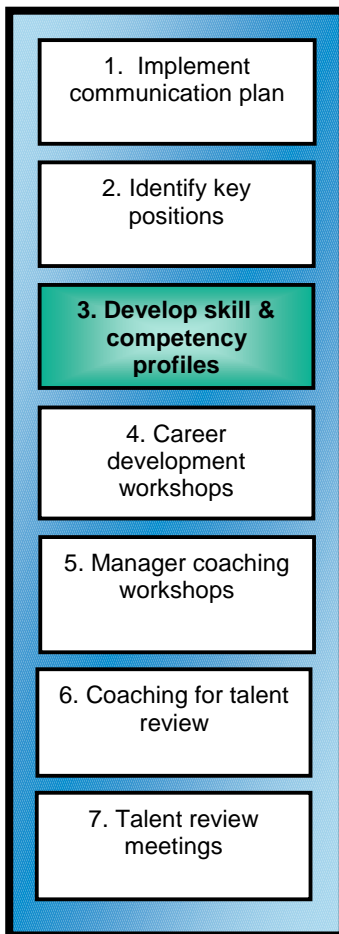 1. Implement
communication plan
2. Identify key
positions
3. Develop skill &
competency
profiles
4. Career
development
workshops
5. Manager coaching
workshops
6. Coaching for talent
review
7. Talent review
meetings